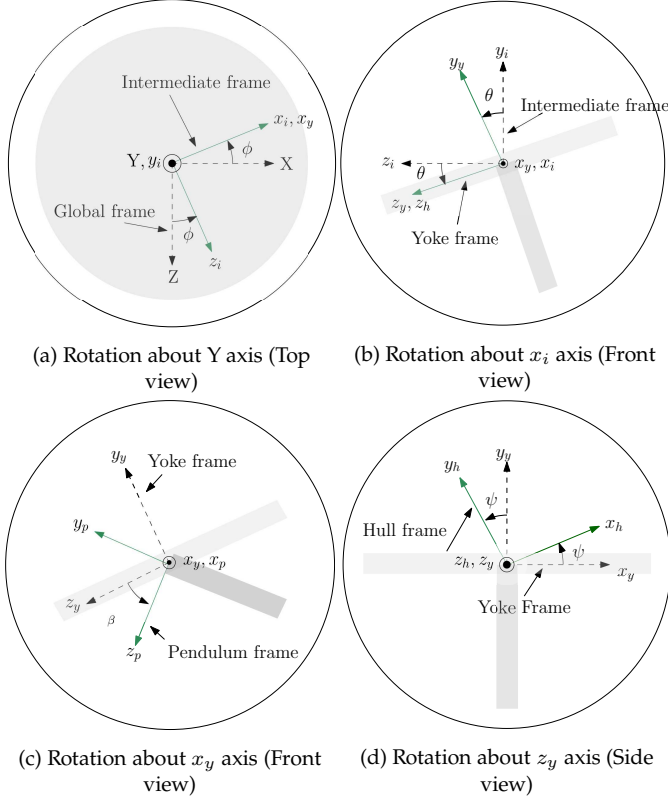 Intermediate frame
x_i, x_y
ϕ
Y, y_i
X
Global frame
ϕ
z_i
Z
(a) Rotation about Y axis (Top
view)
y_i
y_y
θ
Intermediate frame
z_i
x_y, x_i
θ
z_y, z_h
Yoke frame
(b) Rotation about x_i axis (Front
view)
y_y
Yoke frame
y_p
x_y, x_p
z_y
β
z_p
Pendulum frame
(c) Rotation about x_y axis (Front
view)
y_y
y_h
ψ
x_h
Hull frame
ψ
z_h, z_y
x_y
Yoke Frame
(d) Rotation about z_y axis (Side
view)